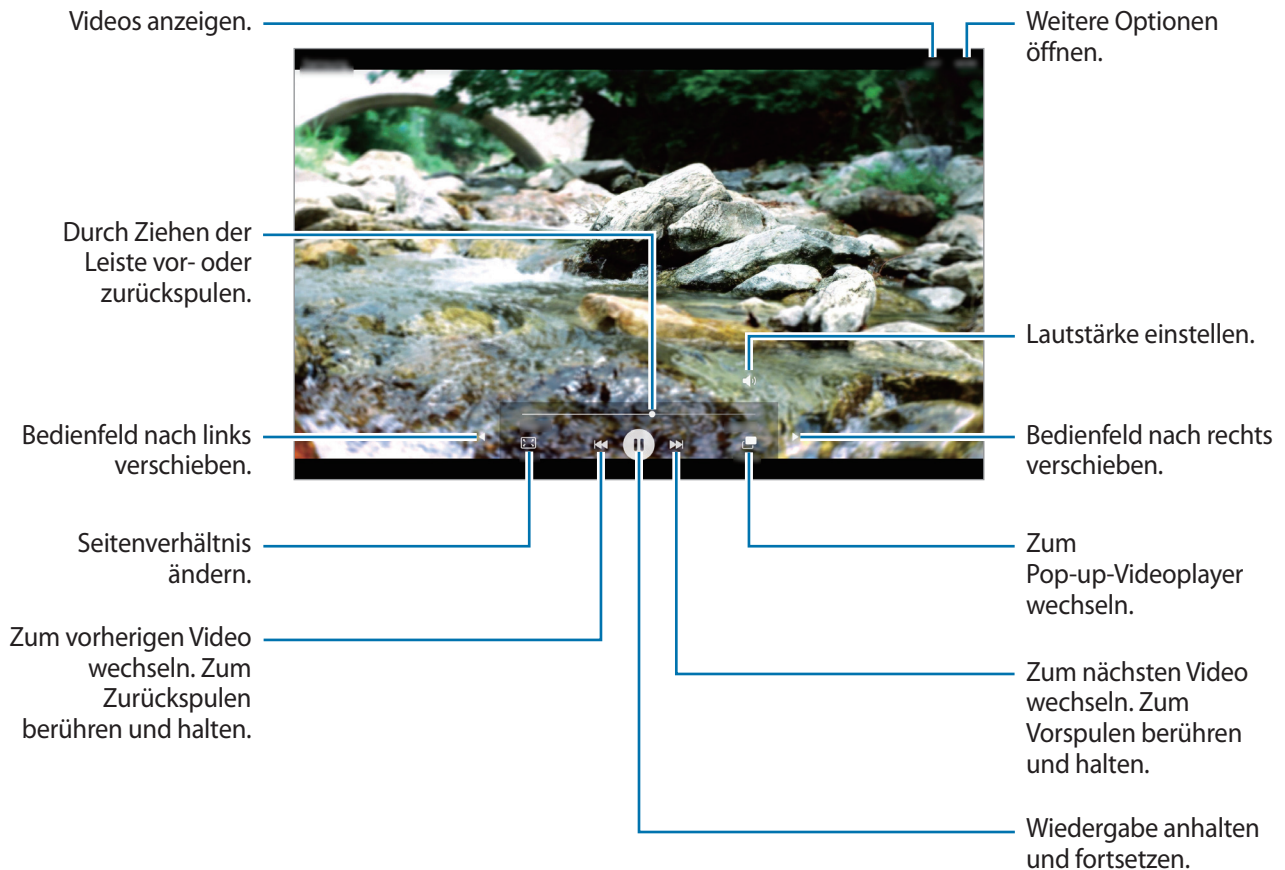 Videos anzeigen.
Weitere Optionen
öffnen.
Durch Ziehen der
Leiste vor- oder
zurückspulen.
Lautstärke einstellen.
Bedienfeld nach links
verschieben.
Bedienfeld nach rechts
verschieben.
Seitenverhältnis
ändern.
Zum
Pop-up-Videoplayer
wechseln.
Zum vorherigen Video
wechseln. Zum
Zurückspulen
berühren und halten.
Zum nächsten Video
wechseln. Zum
Vorspulen berühren
und halten.
Wiedergabe anhalten
und fortsetzen.